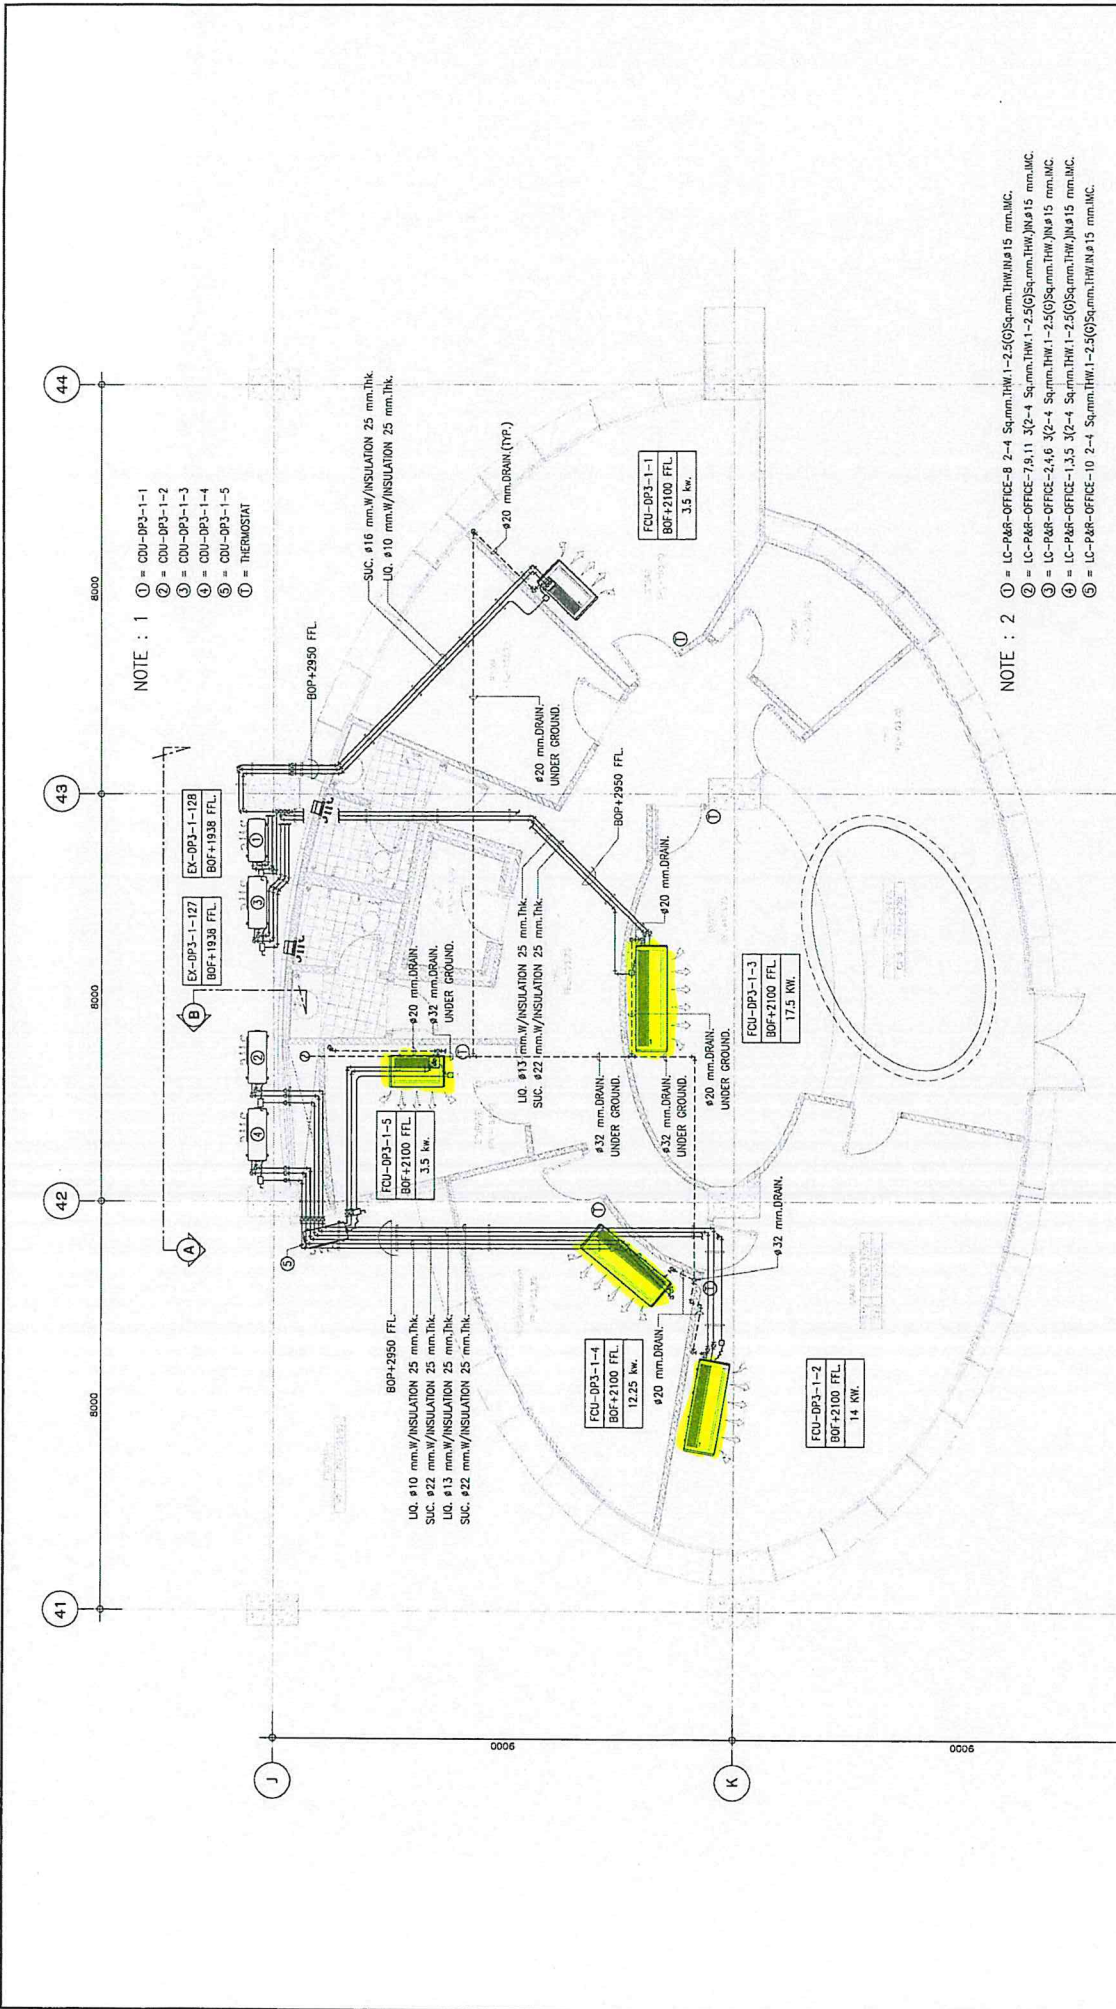 41
42
43
44
8000
8000
8000
J
K
9000
9000
A
B
NOTE : 1
① = CDU-DP3-1-1
② = CDU-DP3-1-2
③ = CDU-DP3-1-3
④ = CDU-DP3-1-4
⑤ = CDU-DP3-1-5
Ⓣ = THERMOSTAT
EX-DP3-1-127
BOF+1938 FFL.
EX-DP3-1-128
BOF+1938 FFL.
4
2
3
1
5
BOP+2950 FFL.
SUC. ø16 mm.W/INSULATION 25 mm.Thk.
LIQ. ø10 mm.W/INSULATION 25 mm.Thk.
ø20 mm.DRAIN.(TYP.)
FCU-DP3-1-1
BOF+2100 FFL.
3.5 kw.
T
ø20 mm.DRAIN.
UNDER GROUND.
BOP+2950 FFL.
T
LIQ. ø13 mm.W/INSULATION 25 mm.Thk.
SUC. ø22 mm.W/INSULATION 25 mm.Thk.
ø20 mm.DRAIN.
ø20 mm.DRAIN.
ø32 mm.DRAIN.
UNDER GROUND.
T
FCU-DP3-1-5
BOF+2100 FFL.
3.5 kw.
ø32 mm.DRAIN.
UNDER GROUND.
ø32 mm.DRAIN.
UNDER GROUND.
ø20 mm.DRAIN.
UNDER GROUND.
FCU-DP3-1-3
BOF+2100 FFL.
17.5 KW.
BOP+2950 FFL.
LIQ. ø10 mm.W/INSULATION 25 mm.Thk.
SUC. ø22 mm.W/INSULATION 25 mm.Thk.
LIQ. ø13 mm.W/INSULATION 25 mm.Thk.
SUC. ø22 mm.W/INSULATION 25 mm.Thk.
T
FCU-DP3-1-4
BOF+2100 FFL.
12.25 kw.
ø20 mm.DRAIN.
T
ø32 mm.DRAIN.
FCU-DP3-1-2
BOF+2100 FFL.
14 KW.
NOTE : 2
① = LC-P&R-OFFICE-8 2-4 Sq.mm.THW.1-2.5(G)Sq.mm.THW.IN.ø15 mm.IMC.
② = LC-P&R-OFFICE-7,9,11 3(2-4 Sq.mm.THW.1-2.5(G)Sq.mm.THW.)IN.ø15 mm.IMC.
③ = LC-P&R-OFFICE-2,4,6 3(2-4 Sq.mm.THW.1-2.5(G)Sq.mm.THW.)IN.ø15 mm.IMC.
④ = LC-P&R-OFFICE-1,3,5 3(2-4 Sq.mm.THW.1-2.5(G)Sq.mm.THW.)IN.ø15 mm.IMC.
⑤ = LC-P&R-OFFICE-10 2-4 Sq.mm.THW.1-2.5(G)Sq.mm.THW.IN.ø15 mm.IMC.